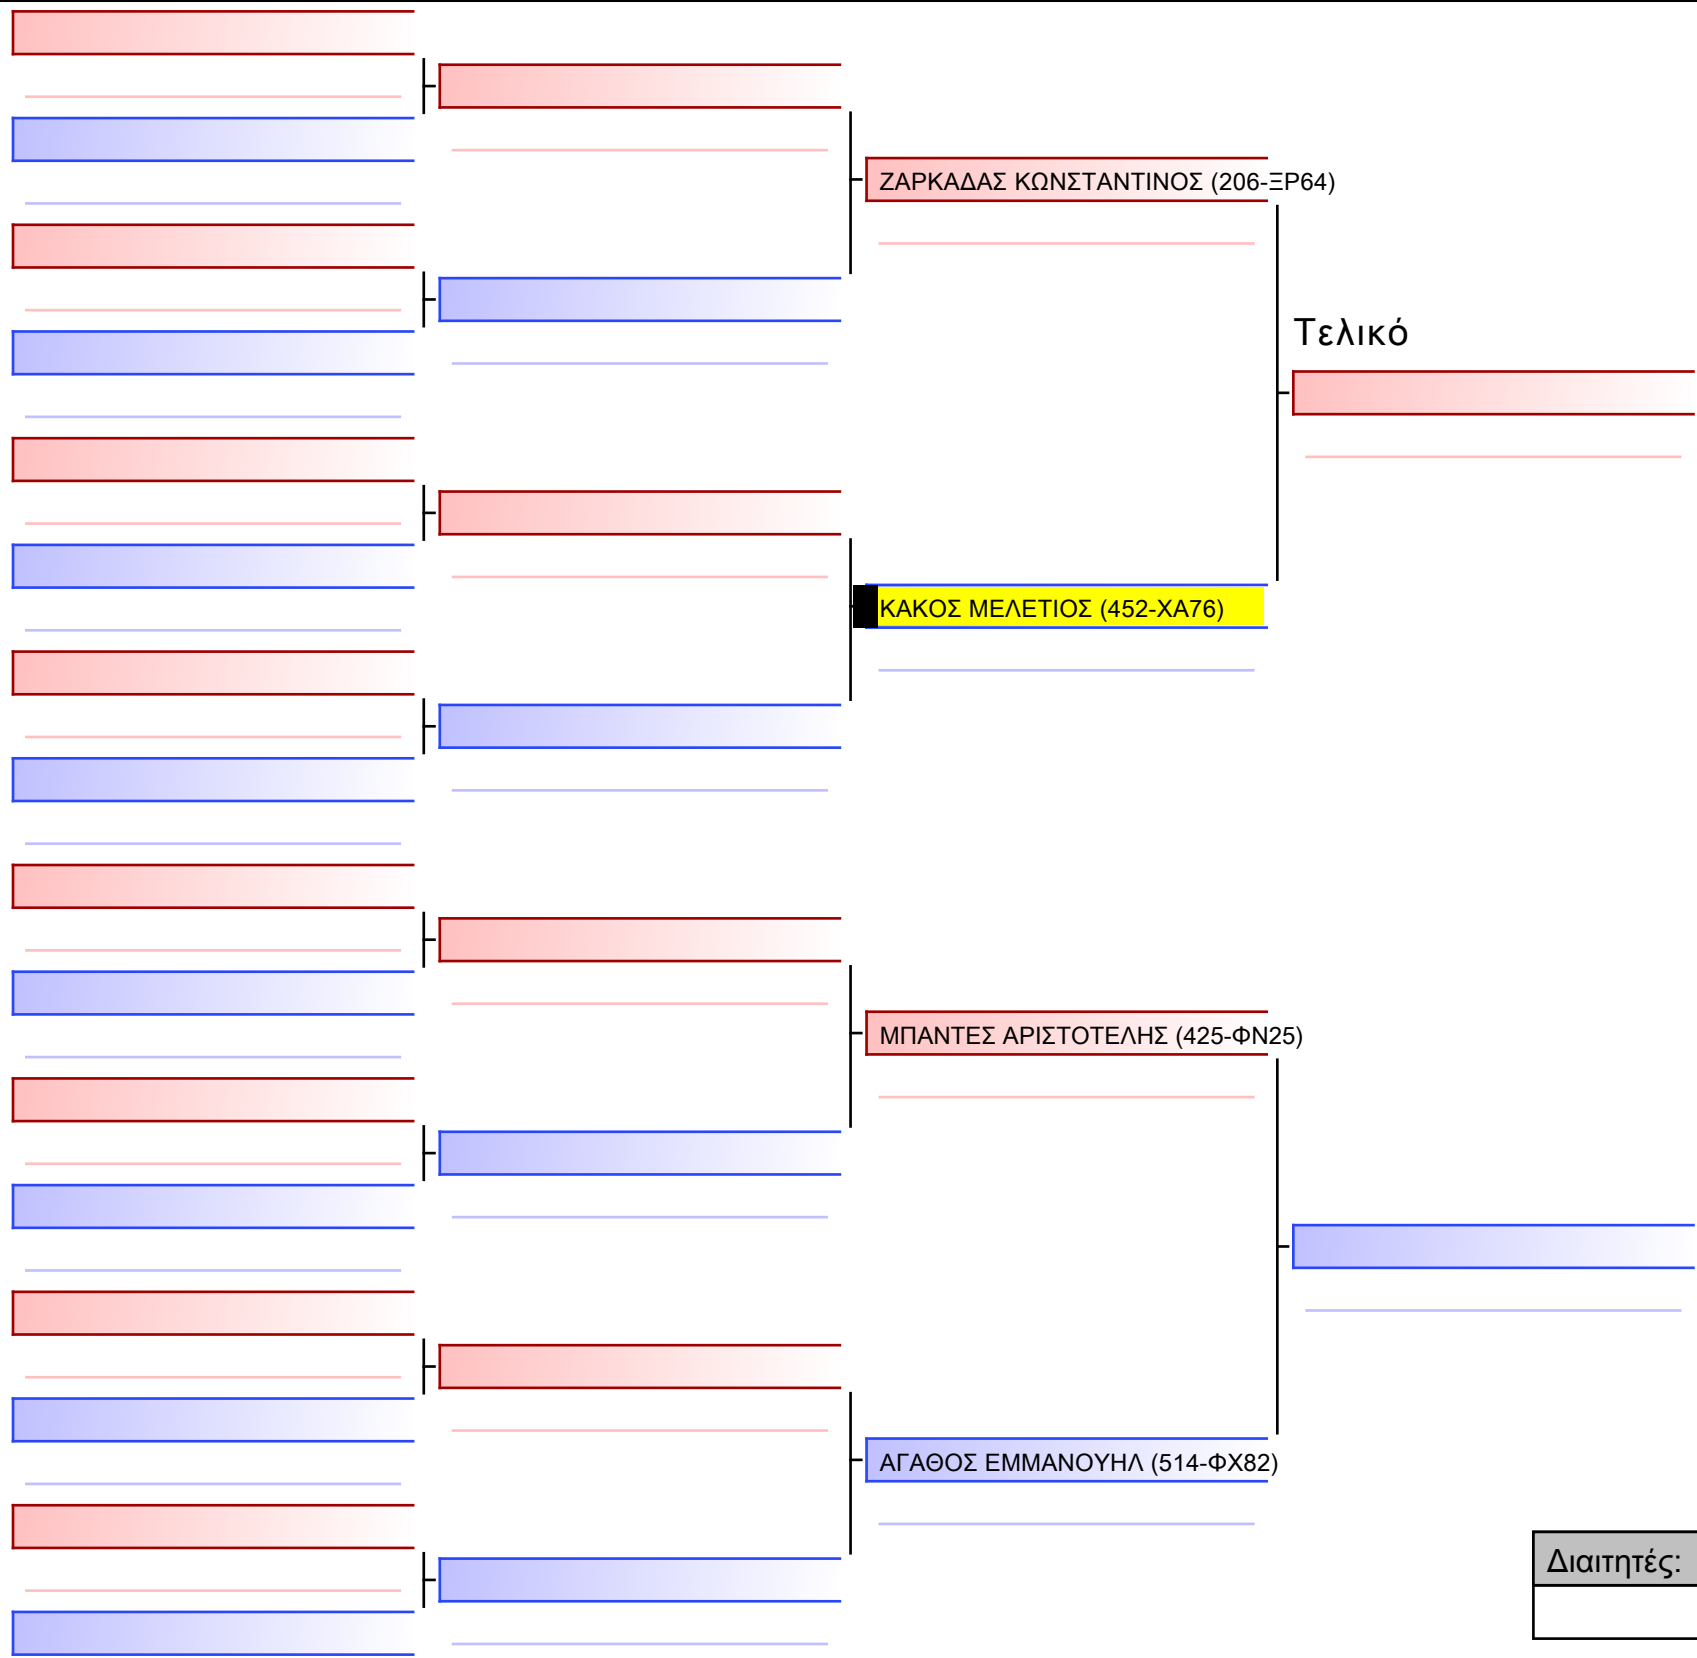 ΖΑΡΚΑΔΑΣ ΚΩΝΣΤΑΝΤΙΝΟΣ (206-ΞΡ64)
Τελικό
ΚΑΚΟΣ ΜΕΛΕΤΙΟΣ (452-ΧΑ76)
ΜΠΑΝΤΕΣ ΑΡΙΣΤΟΤΕΛΗΣ (425-ΦΝ25)
ΑΓΑΘΟΣ ΕΜΜΑΝΟΥΗΛ (514-ΦΧ82)
Διαιτητές: